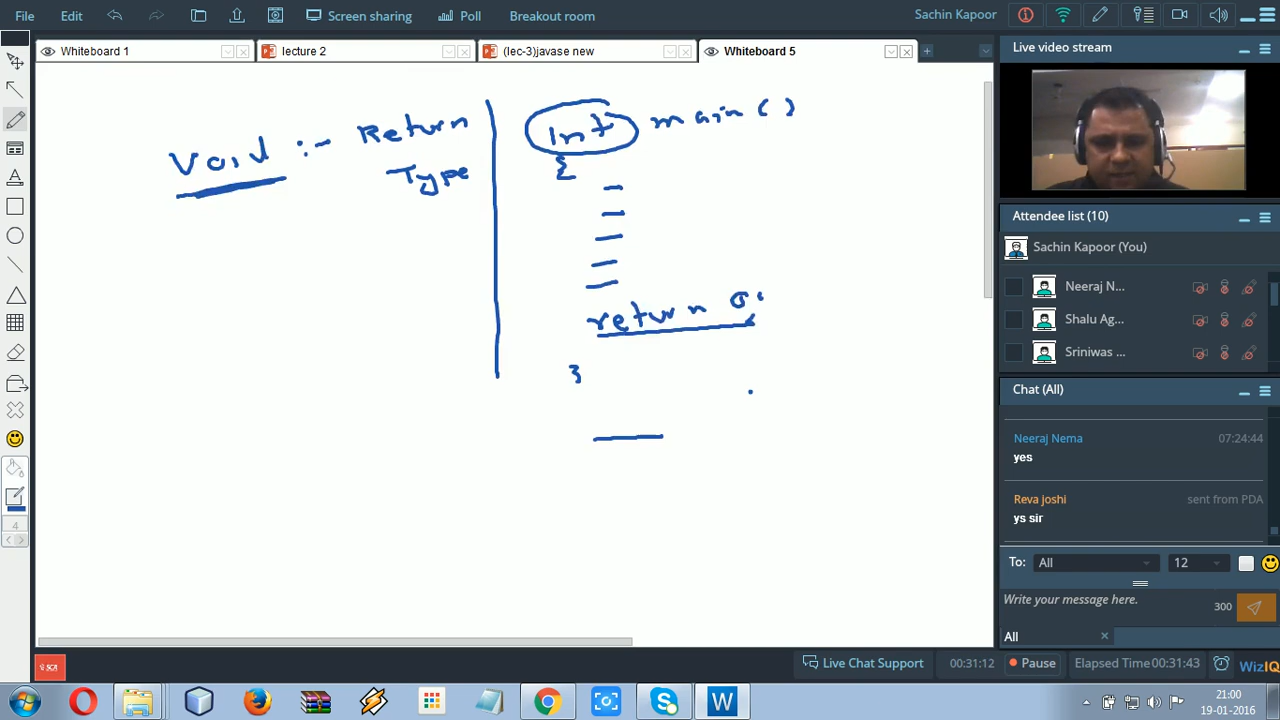 File Edit Screen sharing Poll Breakout room Sachin Kapoor
Whiteboard 1 lecture 2 (lec-3)javase new Whiteboard 5
Live video stream
Void :- Return
Type
int main ( )
{
return 0;
}
Attendee list (10)
Sachin Kapoor (You)
Neeraj N...
Shalu Ag...
Sriniwas ...
Chat (All)
Neeraj Nema 07:24:44
yes
Reva joshi sent from PDA
ys sir
To: All 12
Write your message here. 300
All
4
Live Chat Support 00:31:12 Pause Elapsed Time 00:31:43 WizIQ
21:00
19-01-2016